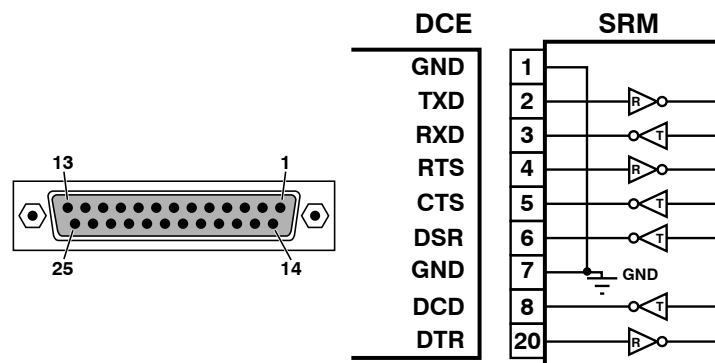 DCE SRM
GND 1
TXD 2 R
RXD 3 T
RTS 4 R
CTS 5 T
DSR 6 T
GND 7 GND
DCD 8 T
DTR 20 R
13 1
25 14